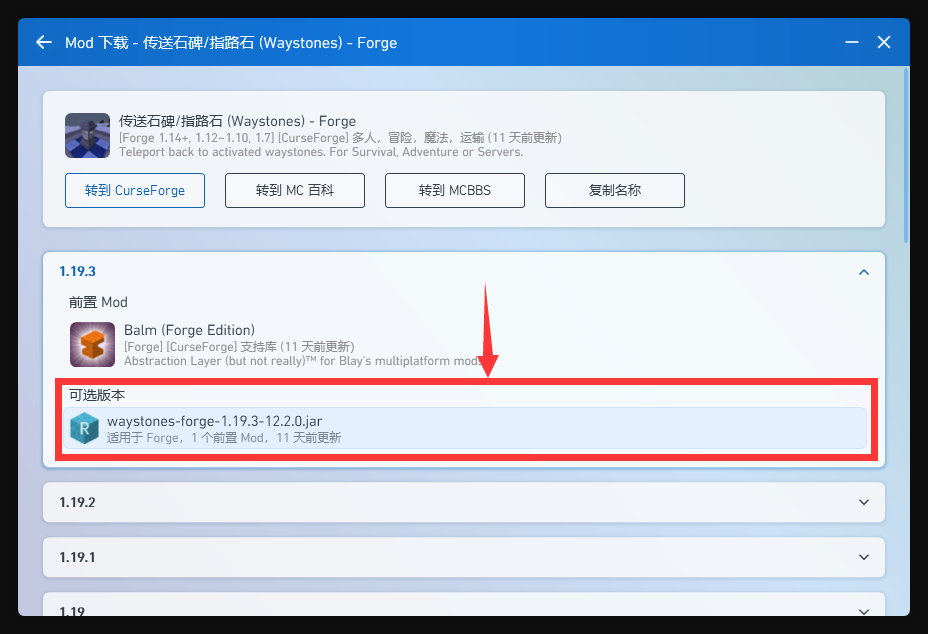 Mod 下载 - 传送石碑/指路石 (Waystones) - Forge
传送石碑/指路石 (Waystones) - Forge
[Forge 1.14+, 1.12~1.10, 1.7] [CurseForge] 多人，冒险，魔法，运输 (11 天前更新)
Teleport back to activated waystones. For Survival, Adventure or Servers.
转到 CurseForge
转到 MC 百科
转到 MCBBS
复制名称
1.19.3
前置 Mod
Balm (Forge Edition)
[Forge] [CurseForge] 支持库 (11 天前更新)
Abstraction Layer (but not really)™ for Blay's multiplatform mods
可选版本
R
waystones-forge-1.19.3-12.2.0.jar
适用于 Forge，1 个前置 Mod，11 天前更新
1.19.2
1.19.1
1.19